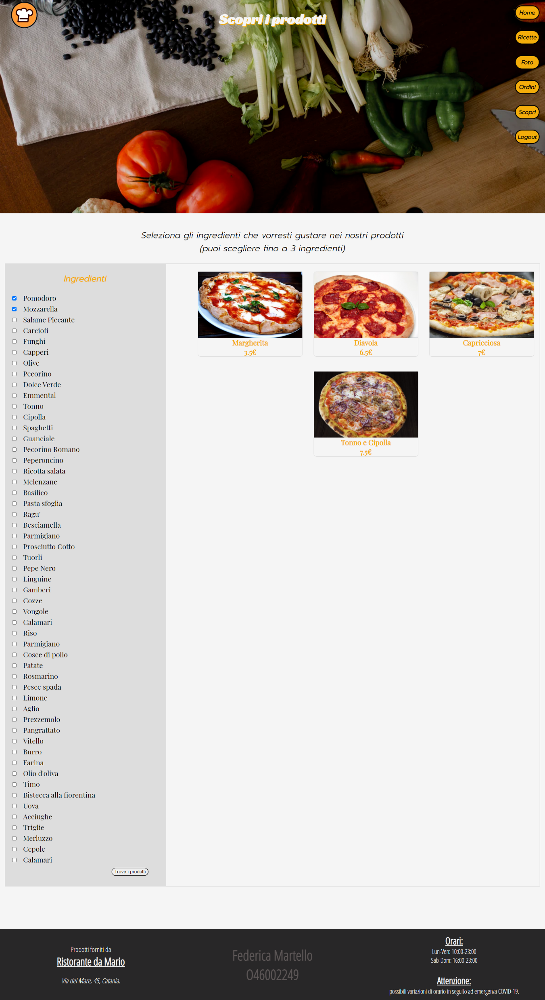 Scopri i prodotti
Home
Ricette
Foto
Ordini
Scopri
Logout
Seleziona gli ingredienti che vorresti gustare nei nostri prodotti
(puoi scegliere fino a 3 ingredienti)
Ingredienti
Pomodoro
Mozzarella
Salame Piccante
Carciofi
Funghi
Capperi
Olive
Pecorino
Dolce Verde
Emmental
Tonno
Cipolla
Spaghetti
Guanciale
Pecorino Romano
Peperoncino
Ricotta salata
Melenzane
Basilico
Pasta sfoglia
Ragu'
Besciamella
Parmigiano
Prosciutto Cotto
Tuorli
Pepe Nero
Linguine
Gamberi
Cozze
Vongole
Calamari
Riso
Parmigiano
Cosce di pollo
Patate
Rosmarino
Pesce spada
Limone
Aglio
Prezzemolo
Pangrattato
Vitello
Burro
Farina
Olio d'oliva
Timo
Bistecca alla fiorentina
Uova
Acciughe
Triglie
Merluzzo
Cepole
Calamari
Trova i prodotti
Margherita
3.5€
Diavola
6.5€
Capricciosa
7€
Tonno e Cipolla
7.5€
Prodotti forniti da
Ristorante da Mario
Via del Mare, 45, Catania.
Federica Martello
O46002249
Orari:
Lun-Ven: 10:00-23:00
Sab-Dom: 16:00-23:00
Attenzione:
possibili variazioni di orario in seguito ad emergenza COVID-19.